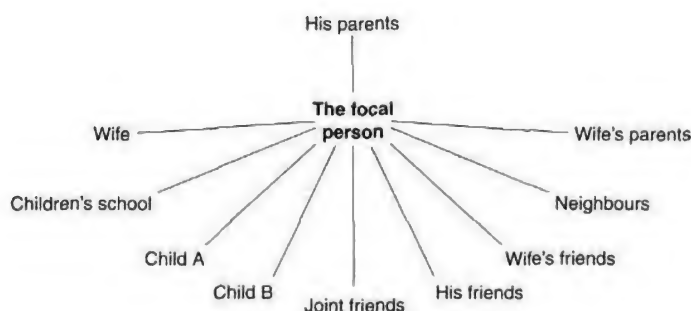 His parents
The focal
person
Wife
Wife's parents
Children's school
Neighbours
Child A
Wife's friends
Child B
His friends
Joint friends